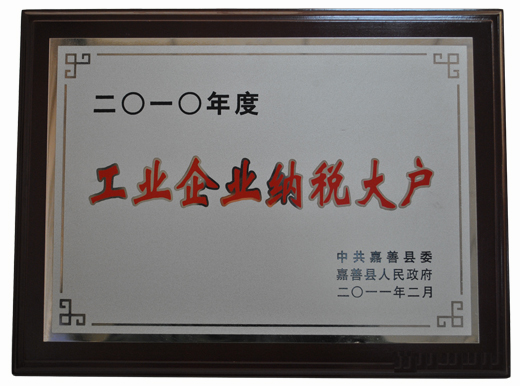 二〇一〇年度
工业企业纳税大户
中共嘉善县委
嘉善县人民政府
二〇一一年二月